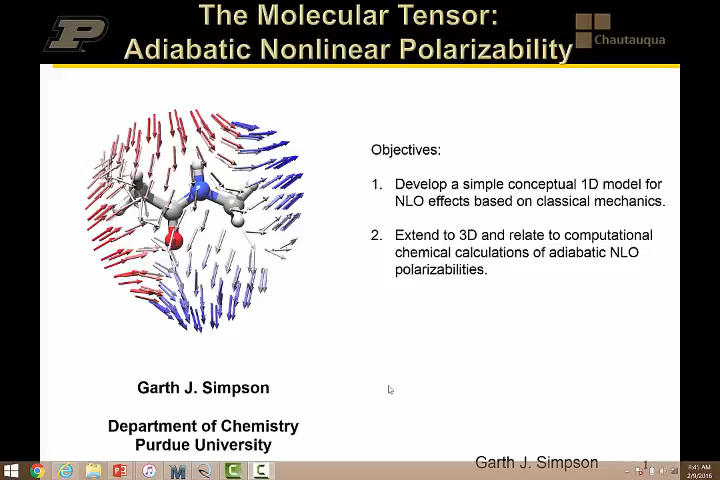 The Molecular Tensor:
Adiabatic Nonlinear Polarizability
Chautauqua
Objectives:
1. Develop a simple conceptual 1D model for
NLO effects based on classical mechanics.
2. Extend to 3D and relate to computational
chemical calculations of adiabatic NLO
polarizabilities.
Garth J. Simpson
Department of Chemistry
Purdue University
Garth J. Simpson
1
8:45 AM
2/9/2016